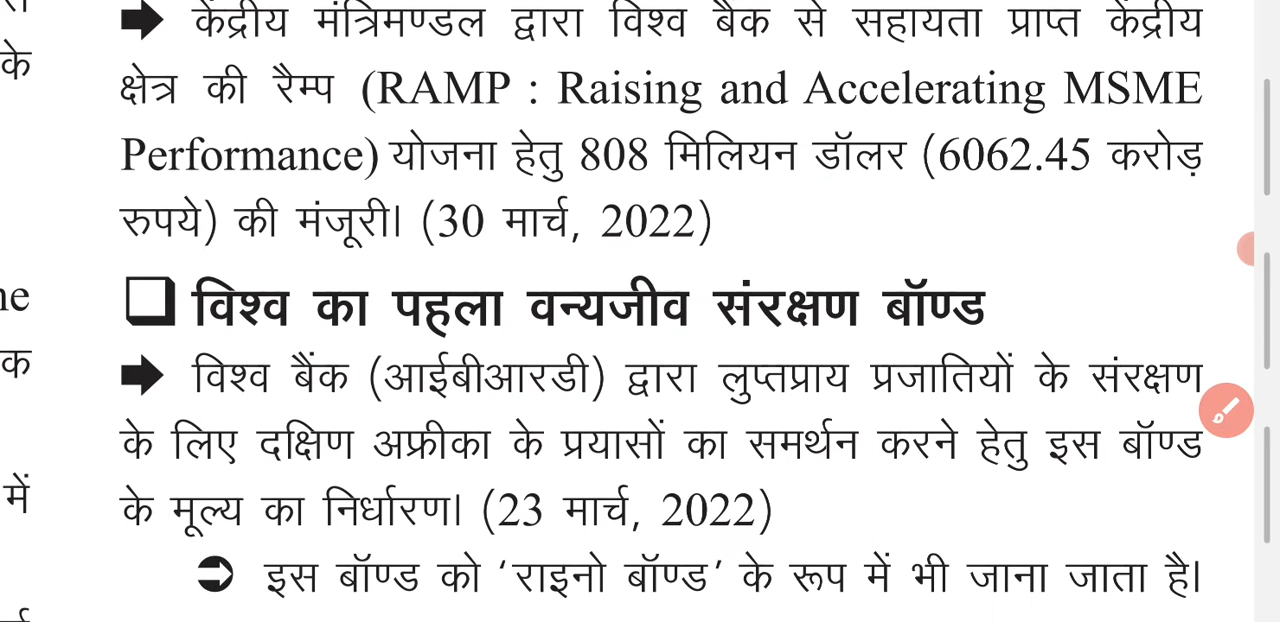 के
➡ केंद्रीय मंत्रिमण्डल द्वारा विश्व बैंक से सहायता प्राप्त केंद्रीय
क्षेत्र की रैम्प (RAMP : Raising and Accelerating MSME
Performance) योजना हेतु 808 मिलियन डॉलर (6062.45 करोड़
रुपये) की मंजूरी। (30 मार्च, 2022)
❑ विश्व का पहला वन्यजीव संरक्षण बॉण्ड
➡ विश्व बैंक (आईबीआरडी) द्वारा लुप्तप्राय प्रजातियों के संरक्षण
के लिए दक्षिण अफ्रीका के प्रयासों का समर्थन करने हेतु इस बॉण्ड
के मूल्य का निर्धारण। (23 मार्च, 2022)
➲ इस बॉण्ड को ‘राइनो बॉण्ड’ के रूप में भी जाना जाता है।
क
में